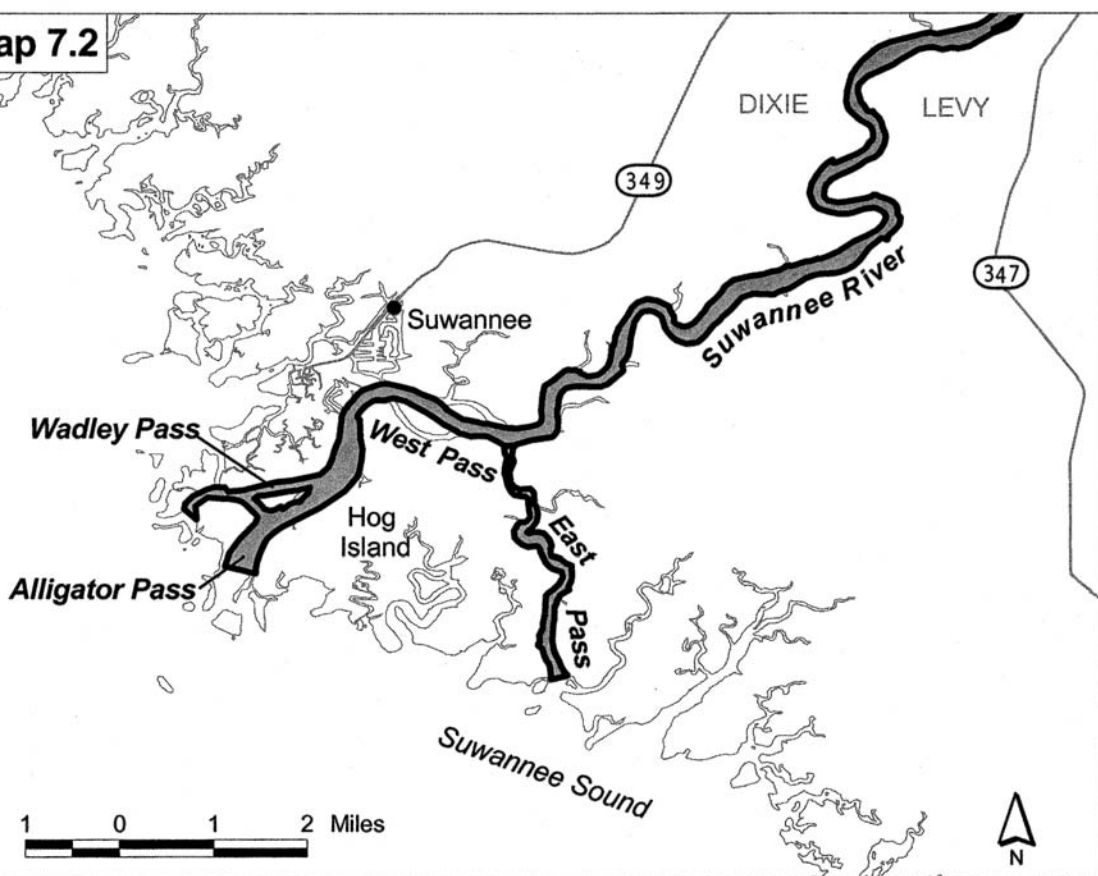 ap 7.2
DIXIE
LEVY
349
347
Suwannee River
Suwannee
Wadley Pass
West Pass
Hog
Island
East
Pass
Alligator Pass
Suwannee Sound
1 0 1 2 Miles
N